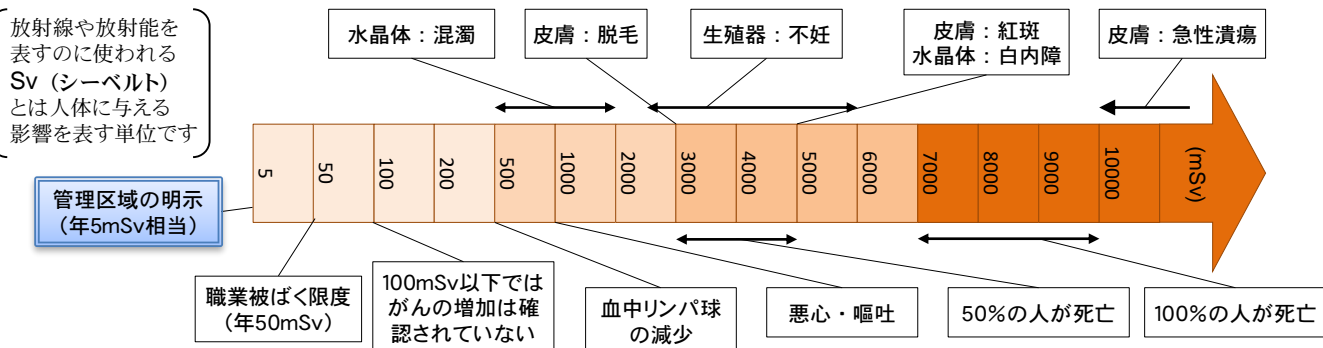 放射線や放射能を
表すのに使われる
Sv（シーベルト）
とは人体に与える
影響を表す単位です
水晶体：混濁
皮膚：脱毛
生殖器：不妊
皮膚：紅斑
水晶体：白内障
皮膚：急性潰瘍
5
50
100
200
500
1000
2000
3000
4000
5000
6000
7000
8000
9000
10000
(mSv)
管理区域の明示
（年5mSv相当）
職業被ばく限度
（年50mSv）
100mSv以下では
がんの増加は確
認されていない
血中リンパ球
の減少
悪心・嘔吐
50%の人が死亡
100%の人が死亡